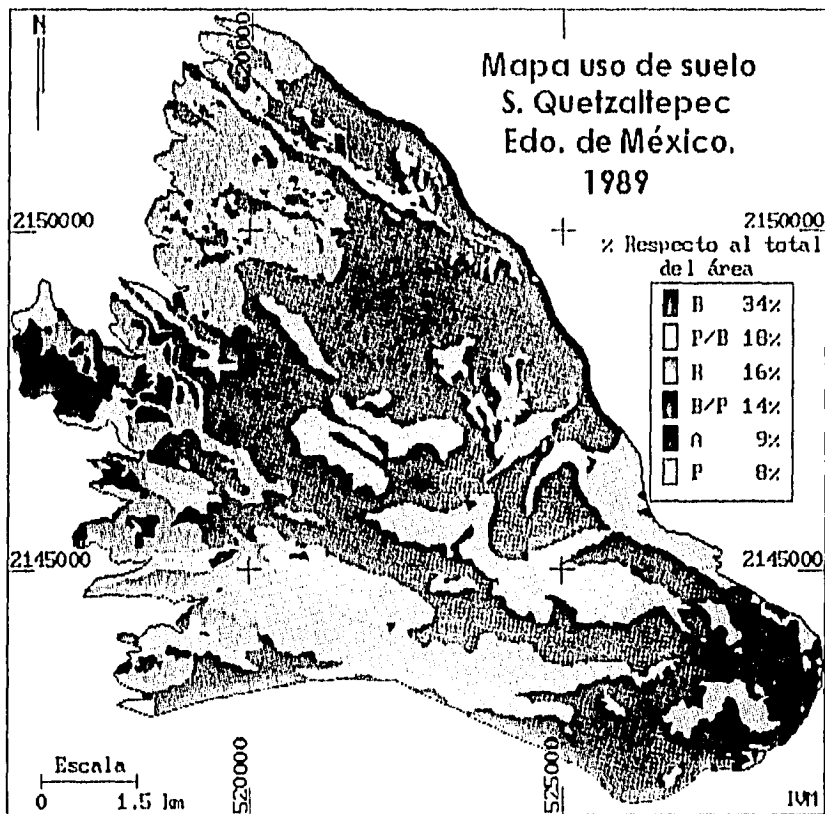 N
520000
Mapa uso de suelo
S. Quetzaltepec
Edo. de México.
1989
2150000
2150000
% Respecto al total
del área
B 34%
P/B 18%
R 16%
B/P 14%
A 9%
P 8%
2145000
2145000
Escala
0 1.5 km
520000
525000
IVM